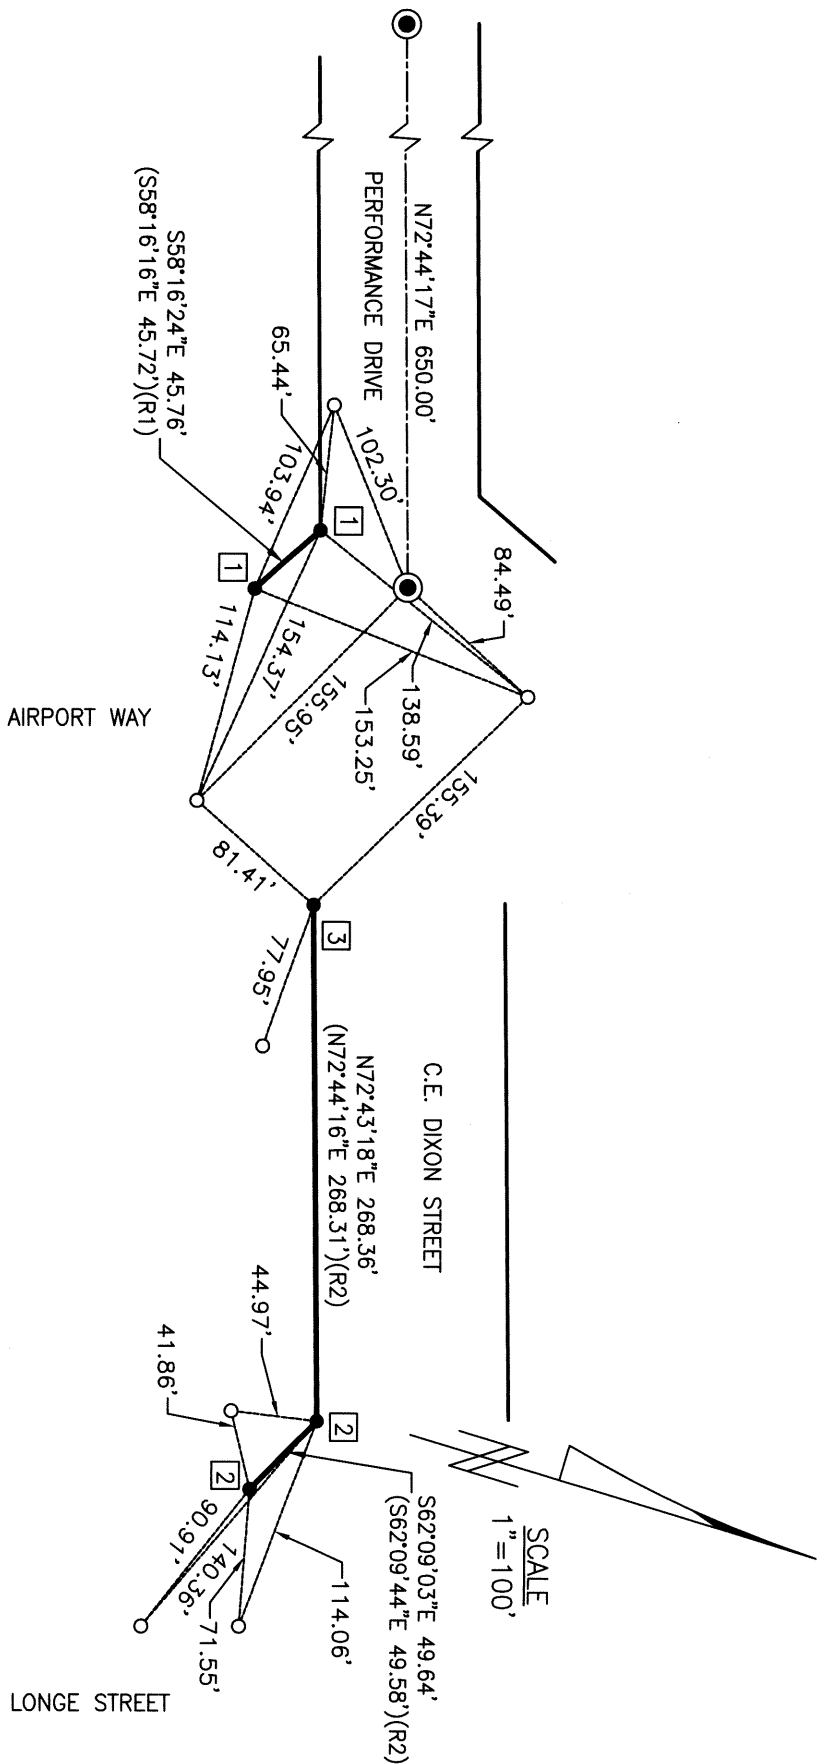 N72°44'17"E 650.00'
PERFORMANCE DRIVE
S58°16'24"E 45.76'
(S58°16'16"E 45.72')(R1)
65.44'
102.30'
103.94'
1
1
84.49'
138.59'
153.25'
114.13'
154.37'
155.95'
155.39'
AIRPORT WAY
81.41'
3
77.95'
C.E. DIXON STREET
N72°43'18"E 268.36'
(N72°44'16"E 268.31')(R2)
44.97'
41.86'
2
2
SCALE
1"=100'
S62°09'03"E 49.64'
(S62°09'44"E 49.58')(R2)
114.06'
71.55'
140.36'
90.91'
LONGE STREET